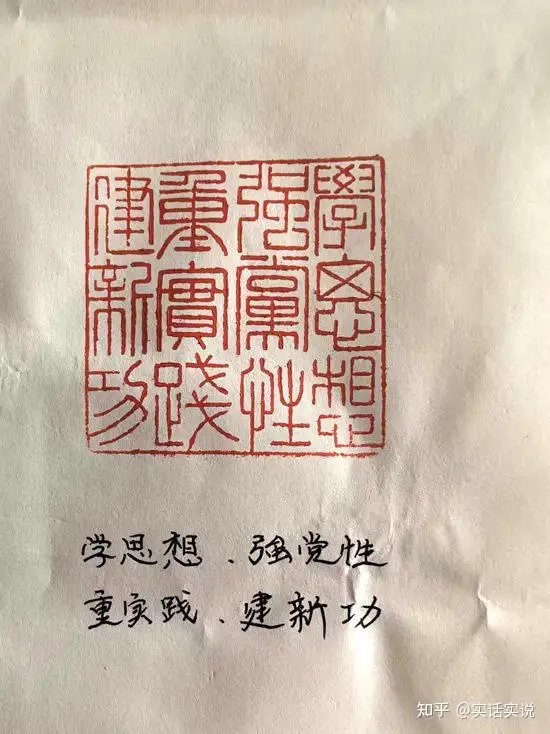 學思想
强黨性
重實踐
建新功
学思想、强党性
重实践、建新功
知乎 @实话实说